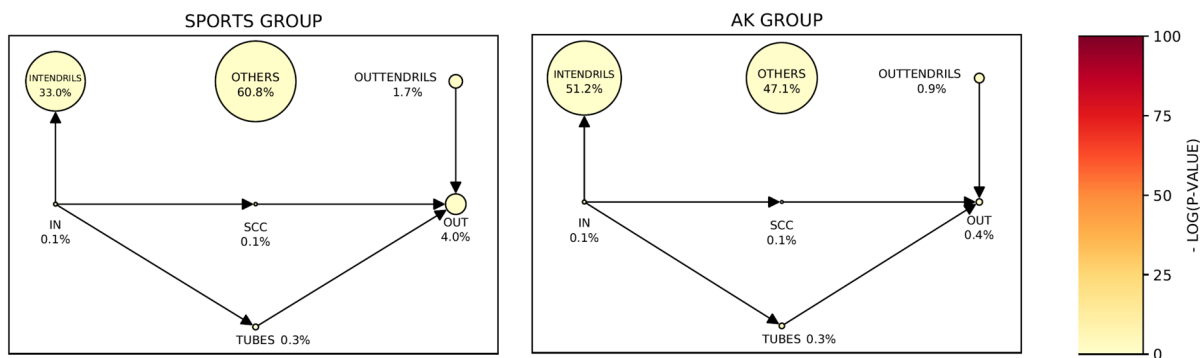 SPORTS GROUP
INTENDRILS
33.0%
OTHERS
60.8%
OUTTENDRILS
1.7%
IN
0.1%
SCC
0.1%
OUT
4.0%
TUBES 0.3%
AK GROUP
INTENDRILS
51.2%
OTHERS
47.1%
OUTTENDRILS
0.9%
IN
0.1%
SCC
0.1%
OUT
0.4%
TUBES 0.3%
100
75
50
25
0
- LOG(P-VALUE)